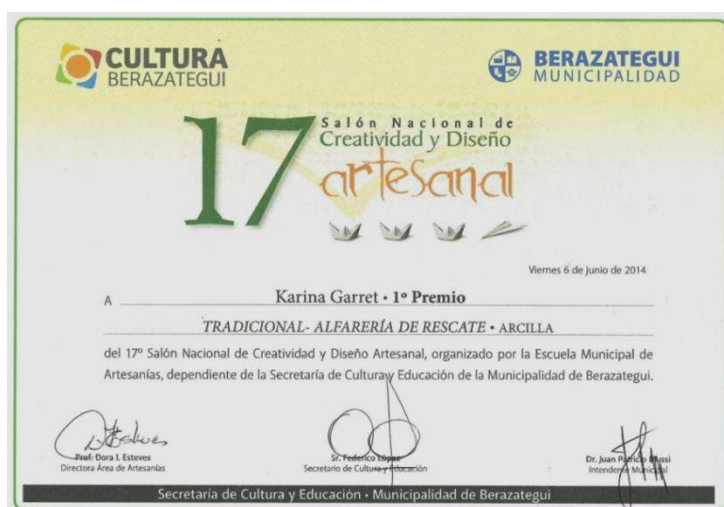 CULTURA
BERAZATEGUI
BERAZATEGUI
MUNICIPALIDAD
17
Salón Nacional de
Creatividad y Diseño
artesanal
Viernes 6 de junio de 2014
A Karina Garret • 1º Premio
TRADICIONAL- ALFARERÍA DE RESCATE • ARCILLA
del 17º Salón Nacional de Creatividad y Diseño Artesanal, organizado por la Escuela Municipal de
Artesanías, dependiente de la Secretaría de Cultura y Educación de la Municipalidad de Berazategui.
Prof. Dora I. Esteves
Directora Área de Artesanías
Sr. Federico López
Secretario de Cultura y Educación
Dr. Juan Patricio Mussi
Intendente Municipal
Secretaría de Cultura y Educación • Municipalidad de Berazategui